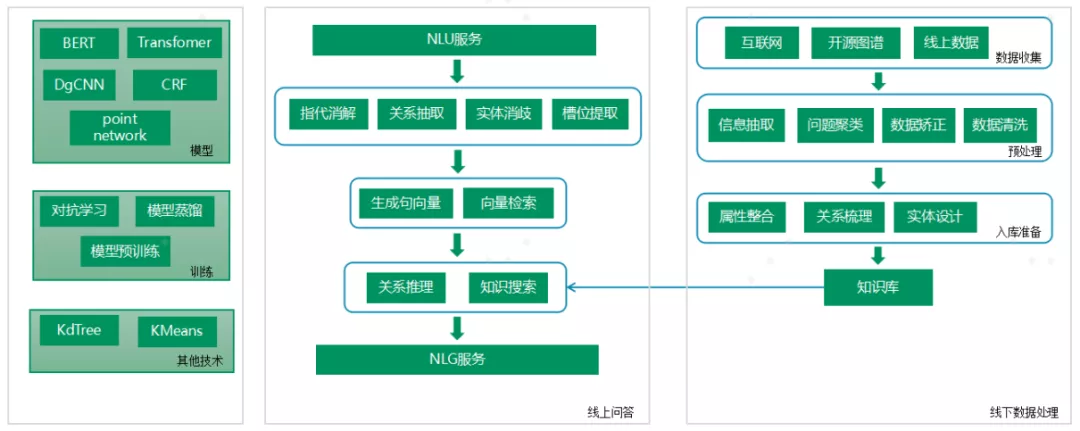 BERT
Transfomer
DgCNN
CRF
point
network
模型
对抗学习
模型蒸馏
模型预训练
训练
KdTree
KMeans
其他技术
NLU服务
指代消解
关系抽取
实体消歧
槽位提取
生成句向量
向量检索
关系推理
知识搜索
NLG服务
线上问答
互联网
开源图谱
线上数据
数据收集
信息抽取
问题聚类
数据矫正
数据清洗
预处理
属性整合
关系梳理
实体设计
入库准备
知识库
线下数据处理